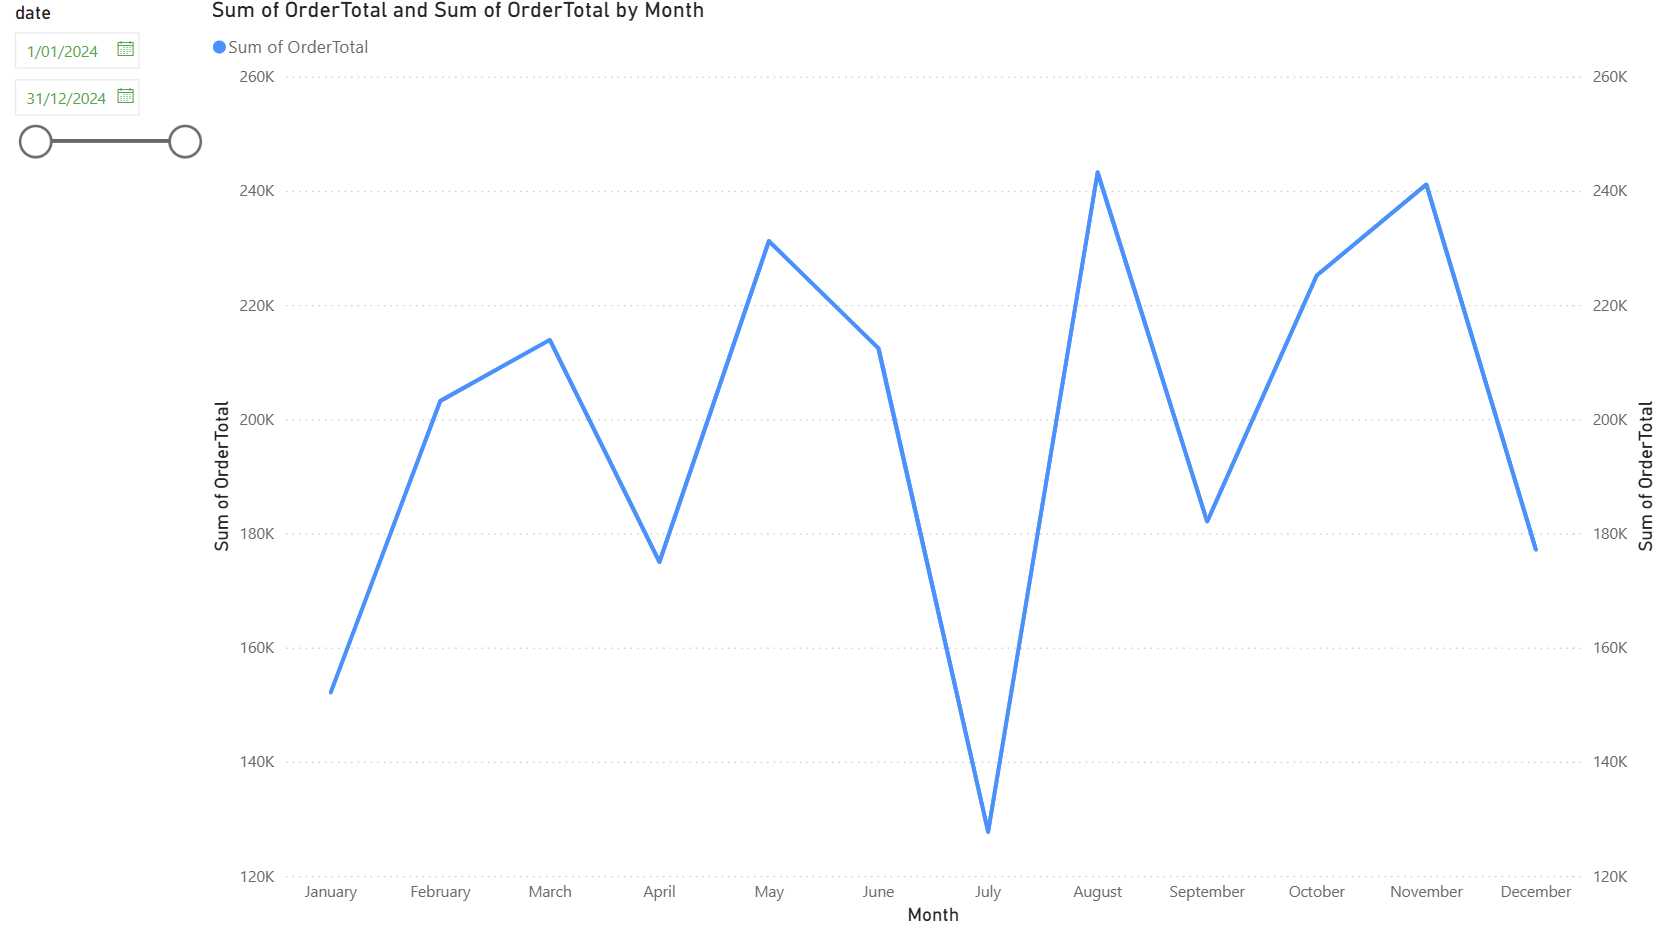 date
1/01/2024
31/12/2024
Sum of OrderTotal and Sum of OrderTotal by Month
Sum of OrderTotal
260K
240K
220K
200K
180K
160K
140K
120K
Sum of OrderTotal
260K
240K
220K
200K
180K
160K
140K
120K
Sum of OrderTotal
January February March April May June July August September October November December
Month